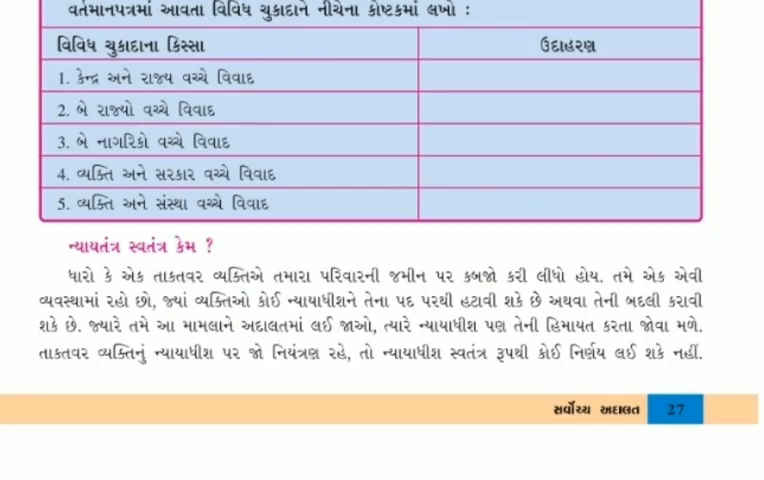 વર્તમાનપત્રમાં આવતા વિવિધ ચુકાદાને નીચેના કોષ્ટકમાં લખો :
વિવિધ ચુકાદાના કિસ્સા ઉદાહરણ
1. કેન્દ્ર અને રાજ્ય વચ્ચે વિવાદ
2. બે રાજ્યો વચ્ચે વિવાદ
3. બે નાગરિકો વચ્ચે વિવાદ
4. વ્યક્તિ અને સરકાર વચ્ચે વિવાદ
5. વ્યક્તિ અને સંસ્થા વચ્ચે વિવાદ
ન્યાયતંત્ર સ્વતંત્ર કેમ ?
ધારો કે એક તાકતવર વ્યક્તિએ તમારા પરિવારની જમીન પર કબજો કરી લીધો હોય. તમે એક એવી
વ્યવસ્થામાં રહો છો, જ્યાં વ્યક્તિઓ કોઈ ન્યાયાધીશને તેના પદ પરથી હટાવી શકે છે અથવા તેની બદલી કરાવી
શકે છે. જ્યારે તમે આ મામલાને અદાલતમાં લઈ જાઓ, ત્યારે ન્યાયાધીશ પણ તેની હિમાયત કરતા જોવા મળે.
તાકતવર વ્યક્તિનું ન્યાયાધીશ પર જો નિયંત્રણ રહે, તો ન્યાયાધીશ સ્વતંત્ર રૂપથી કોઈ નિર્ણય લઈ શકે નહીં.
સર્વોચ્ચ અદાલત 27